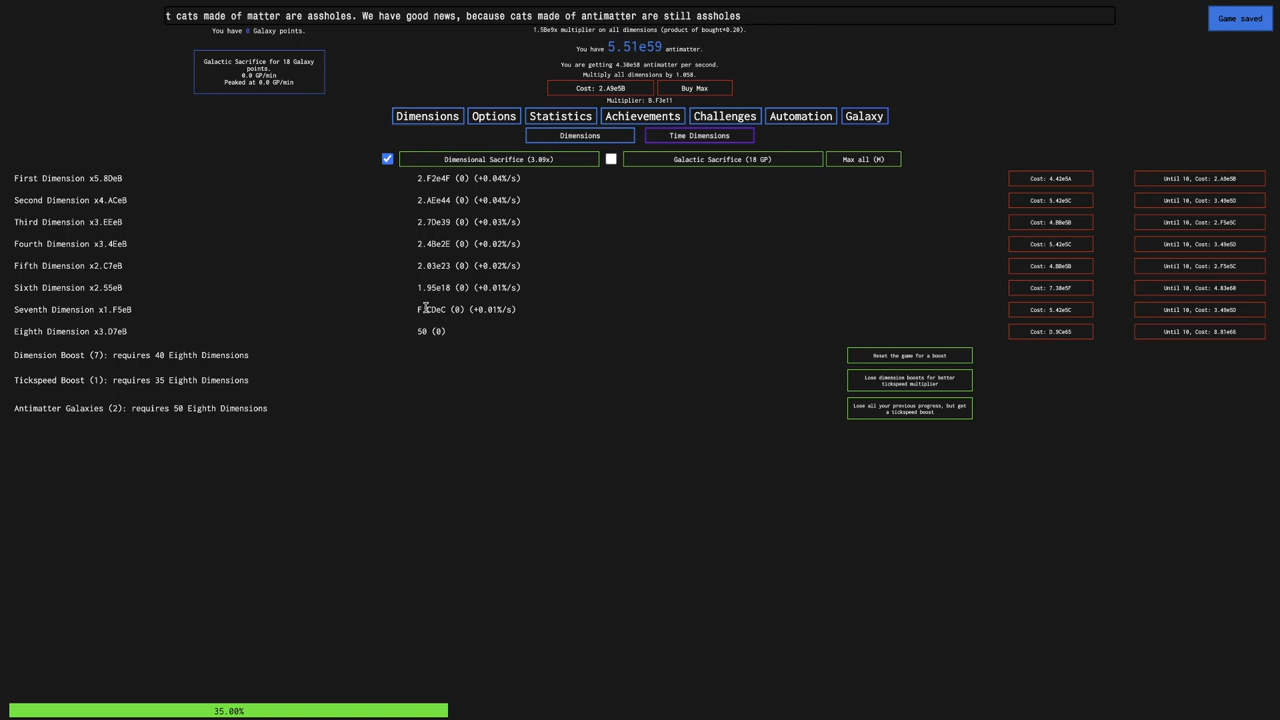 t cats made of matter are assholes. We have good news, because cats made of antimatter are still assholes
Game saved
You have 0 Galaxy points.
1.5Be9x multiplier on all dimensions (product of bought*0.20).
You have 5.51e59 antimatter.
Galactic Sacrifice for 18 Galaxy points.
0.0 GP/min
Peaked at 0.0 GP/min
You are getting 4.30e58 antimatter per second.
Multiply all dimensions by 1.058.
Cost: 2.A9e5B Buy Max
Multiplier: B.F3e11
Dimensions Options Statistics Achievements Challenges Automation Galaxy
Dimensions Time Dimensions
Dimensional Sacrifice (3.09x) Galactic Sacrifice (18 GP) Max all (M)
First Dimension x5.8DeB 2.F2e4F (0) (+0.04%/s) Cost: 4.42e5A Until 10, Cost: 2.A9e5B
Second Dimension x4.ACeB 2.AEe44 (0) (+0.04%/s) Cost: 5.42e5C Until 10, Cost: 3.49e5D
Third Dimension x3.EEeB 2.7De39 (0) (+0.03%/s) Cost: 4.BB e5B Until 10, Cost: 2.F5e5C
Fourth Dimension x3.4EeB 2.4Be2E (0) (+0.02%/s) Cost: 5.42e5C Until 10, Cost: 3.49e5D
Fifth Dimension x2.C7eB 2.03e23 (0) (+0.02%/s) Cost: 4.BBe5B Until 10, Cost: 2.F5e5C
Sixth Dimension x2.55eB 1.95e18 (0) (+0.01%/s) Cost: 7.38e5F Until 10, Cost: 4.83e60
Seventh Dimension x1.F5eB F.CDeC (0) (+0.01%/s) Cost: 5.42e5C Until 10, Cost: 3.49e5D
Eighth Dimension x3.D7eB 50 (0) Cost: D.9Ce65 Until 10, Cost: 8.81e66
Dimension Boost (7): requires 40 Eighth Dimensions Reset the game for a boost
Tickspeed Boost (1): requires 35 Eighth Dimensions Lose dimension boosts for better tickspeed multiplier
Antimatter Galaxies (2): requires 50 Eighth Dimensions Lose all your previous progress, but get a tickspeed boost
35.00%